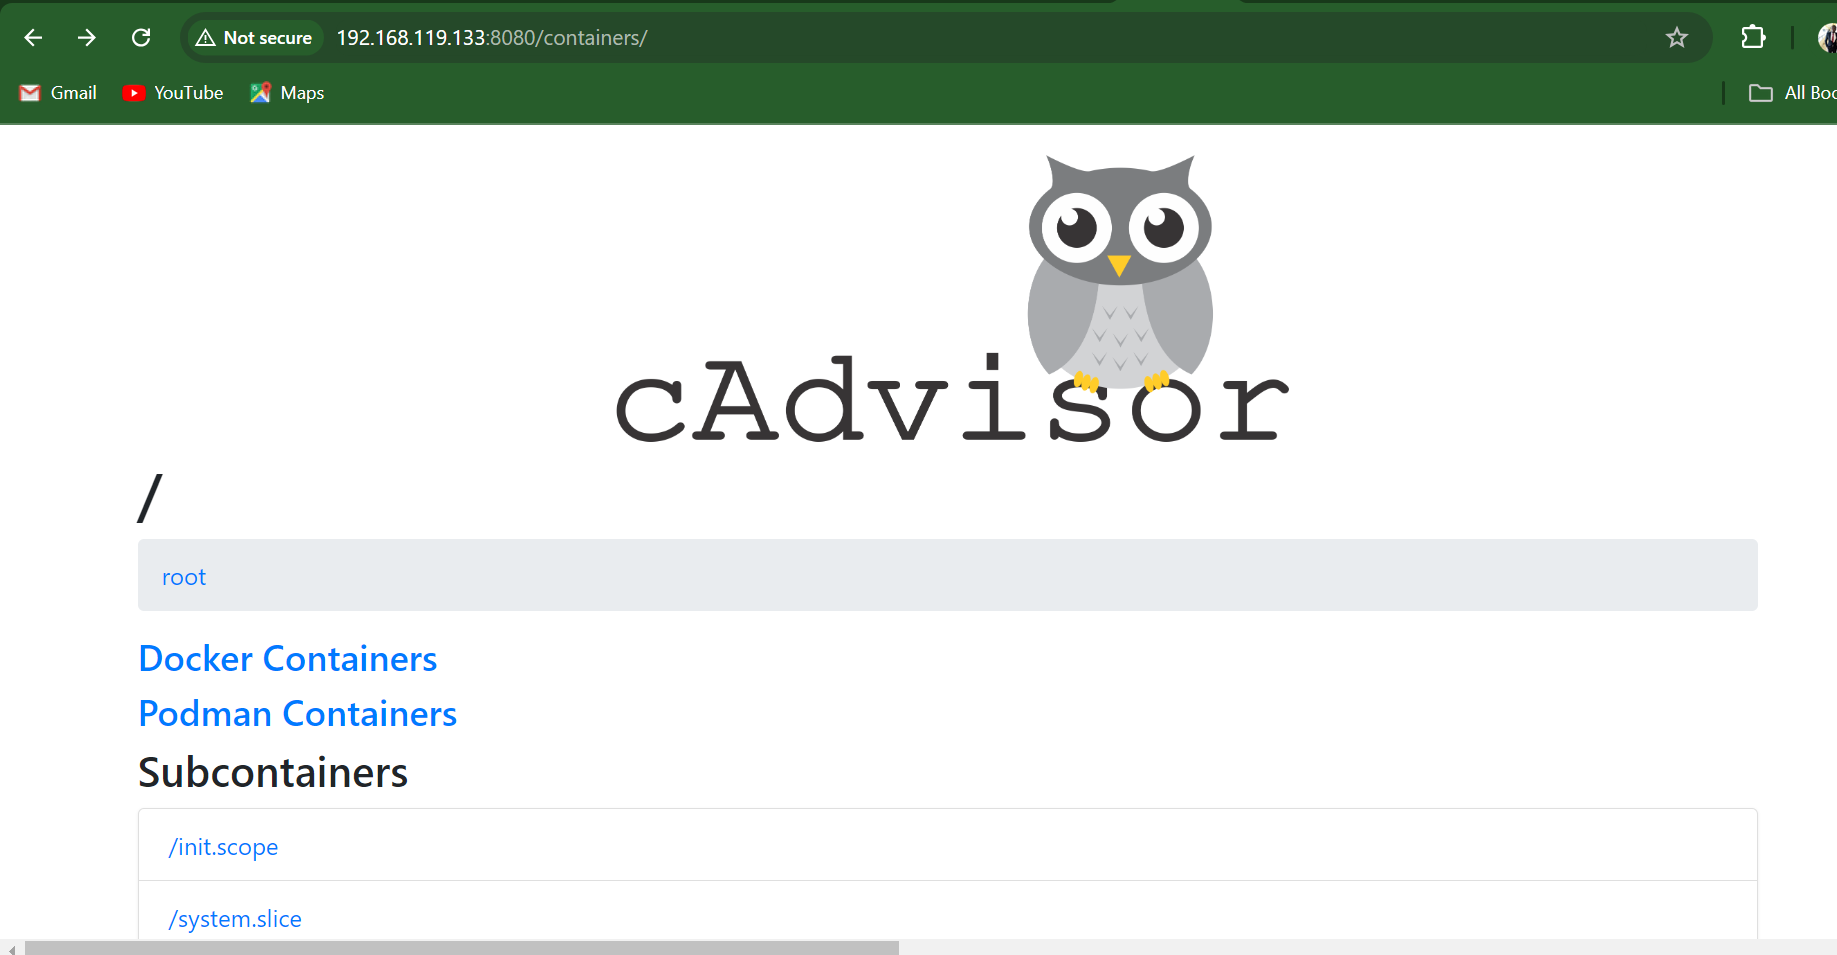 Not secure 192.168.119.133:8080/containers/
Gmail YouTube Maps All Boo
cAdvisor
/
root
Docker Containers
Podman Containers
Subcontainers
/init.scope
/system.slice